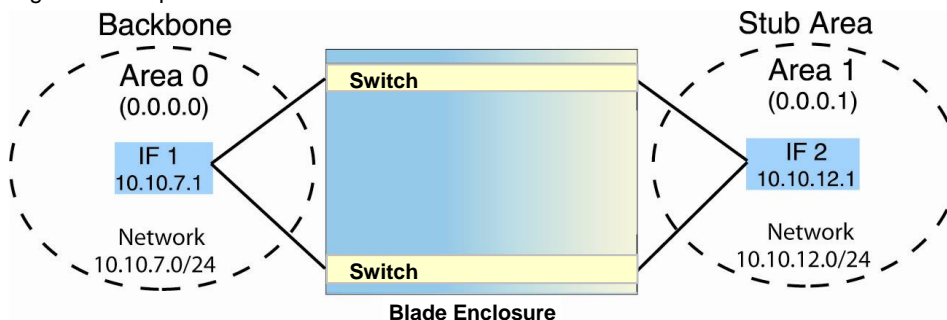 Backbone
Area 0
(0.0.0.0)
IF 1
10.10.7.1
Network
10.10.7.0/24
Switch
Switch
Blade Enclosure
Stub Area
Area 1
(0.0.0.1)
IF 2
10.10.12.1
Network
10.10.12.0/24